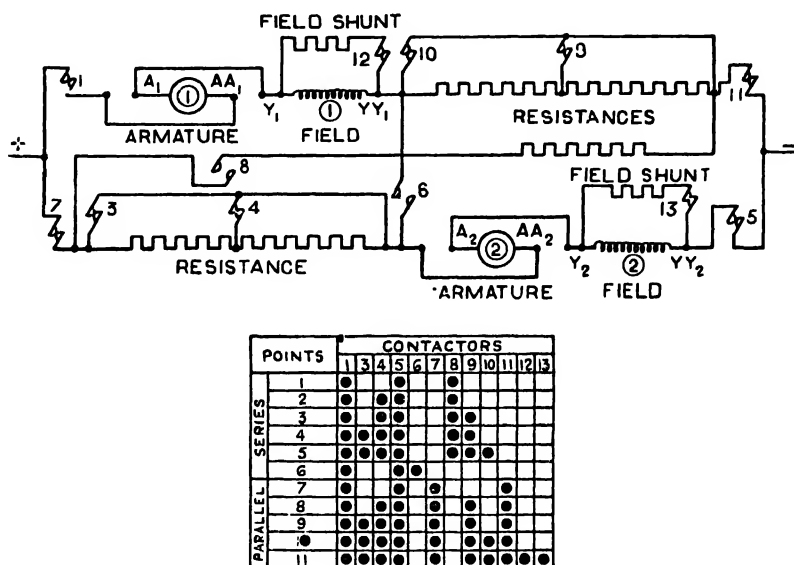 FIELD SHUNT
12
10
9
1
A1
AA1
①
Y1
YY1
11
ARMATURE
①
FIELD
RESISTANCES
+
=
8
FIELD SHUNT
7
3
4
6
13
5
A2
AA2
②
RESISTANCE
Y2
YY2
ARMATURE
②
FIELD
POINTS
CONTACTORS
1 3 4 5 6 7 8 9 10 11 12 13
SERIES
1
2
3
4
5
6
PARALLEL
7
8
9
11